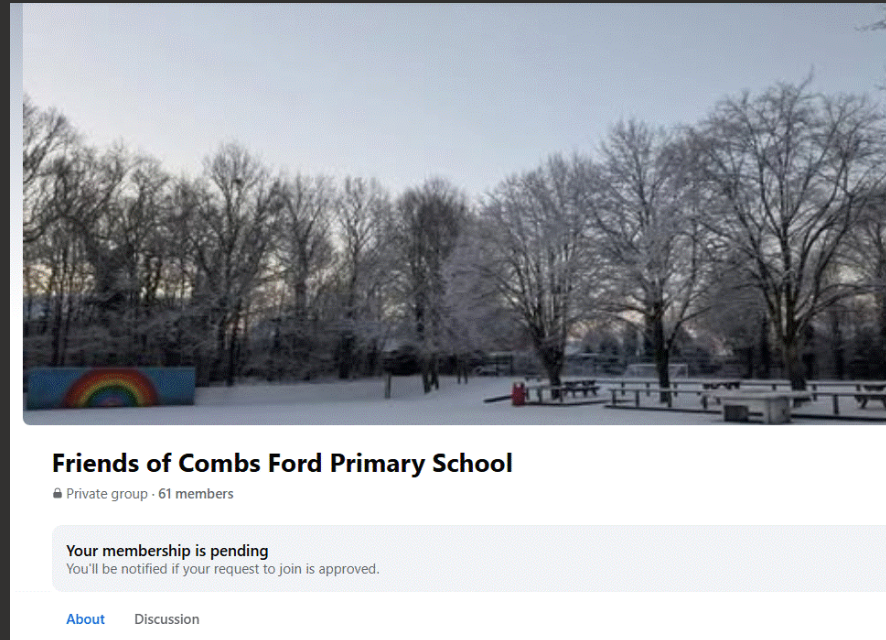 Friends of Combs Ford Primary School
Private group · 61 members
Your membership is pending
You'll be notified if your request to join is approved.
About Discussion